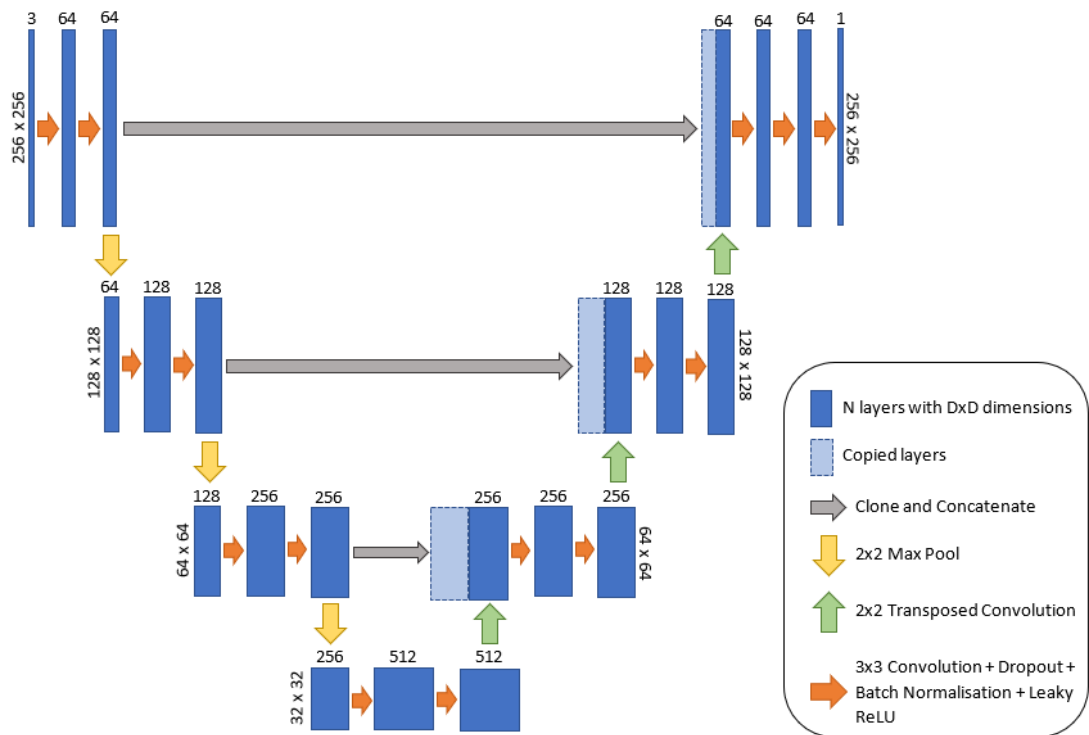 3 64 64
64 64 64 1
256 x 256
256 x 256
64 128 128
128 128 128
128 x 128
128 x 128
128 256 256
256 256 256
64 x 64
64 x 64
256 512 512
32 x 32
N layers with DxD dimensions
Copied layers
Clone and Concatenate
2x2 Max Pool
2x2 Transposed Convolution
3x3 Convolution + Dropout +
Batch Normalisation + Leaky
ReLU